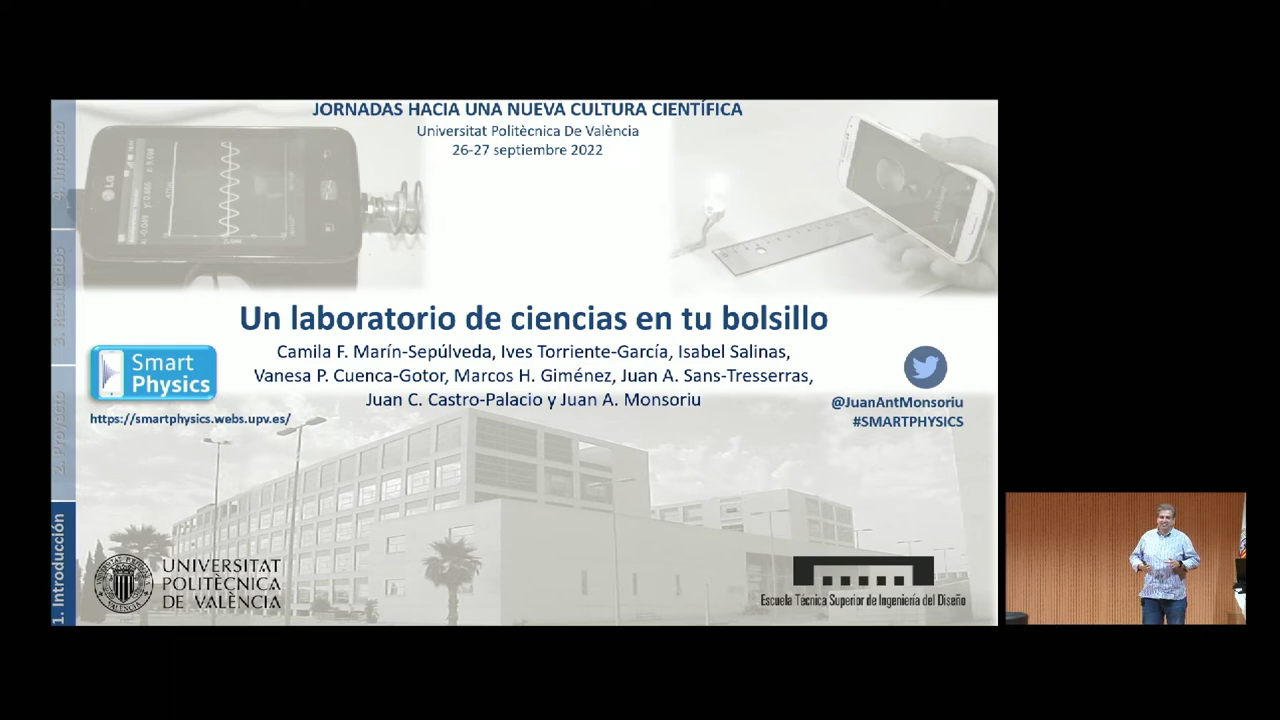 JORNADAS HACIA UNA NUEVA CULTURA CIENTÍFICA
Universitat Politècnica De València
26-27 septiembre 2022
LG
Un laboratorio de ciencias en tu bolsillo
Camila F. Marín-Sepúlveda, Ives Torriente-García, Isabel Salinas,
Vanesa P. Cuenca-Gotor, Marcos H. Giménez, Juan A. Sans-Tresserras,
Juan C. Castro-Palacio y Juan A. Monsoriu
Smart
Physics
https://smartphysics.webs.upv.es/
@JuanAntMonsoriu
#SMARTPHYSICS
4. Impacto
3. Resultados
2. Proyecto
1. Introducción
UNIVERSITAT
POLITÈCNICA
DE VALÈNCIA
Escuela Técnica Superior de Ingeniería del Diseño